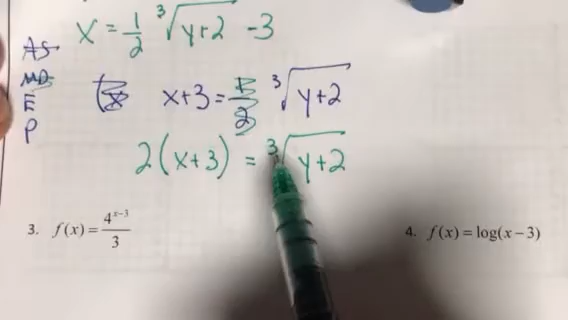 x = 1/2 ∛(y+2) - 3
AS
MD
E
P
x+3 = 1/2 ∛(y+2)
2(x+3) = ∛(y+2)
3. f(x) = 4^(x-3)/3
4. f(x) = log(x-3)